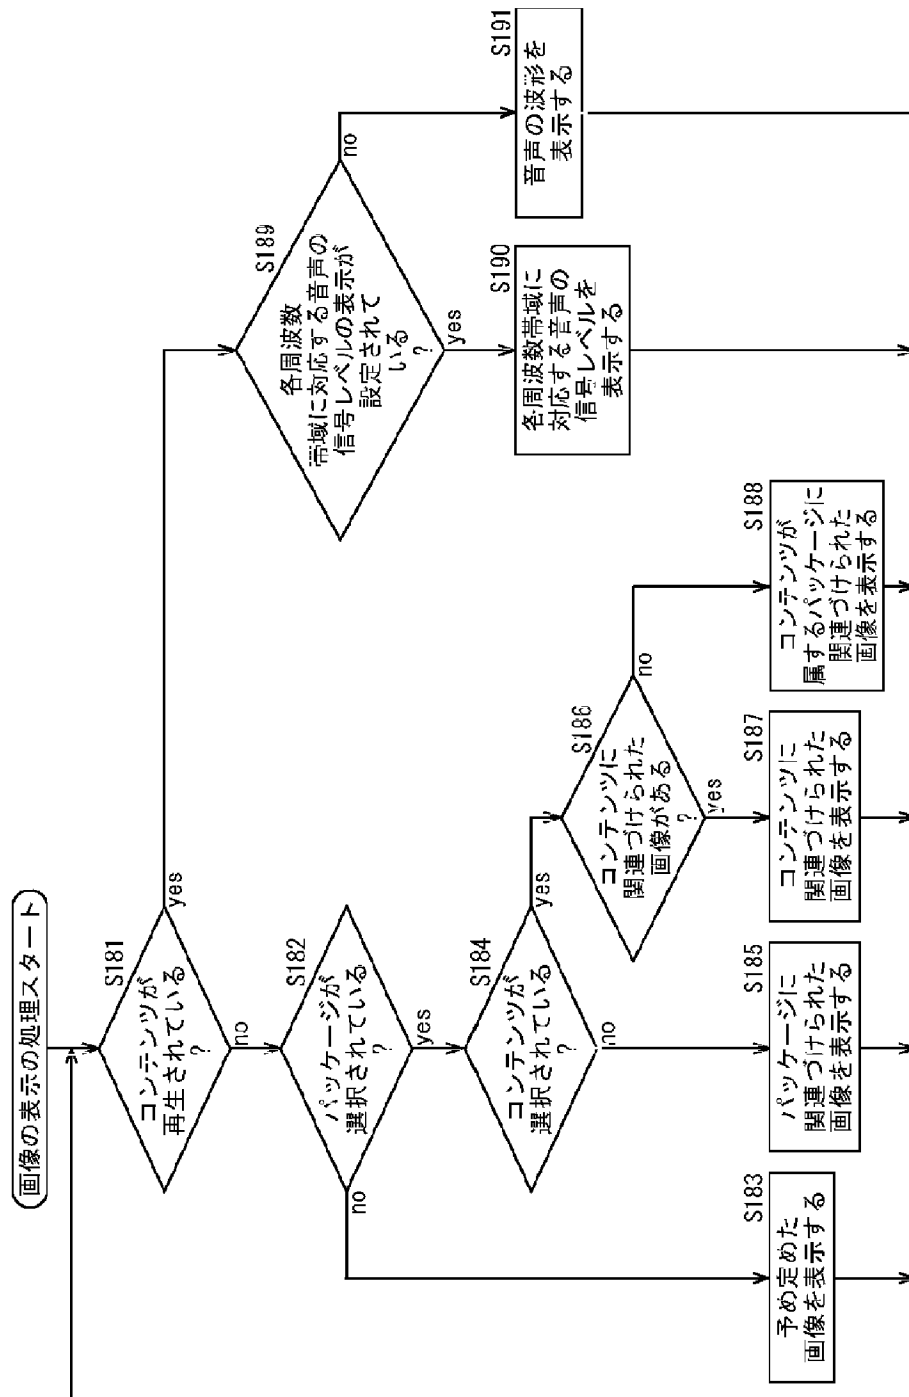 画像の表示の処理スタート
S181
コンテンツが
再生されている
?
yes
no
S182
パッケージが
選択されている
?
no
yes
S183
予め定めた
画像を表示する
S184
コンテンツが
選択されている
?
yes
no
S185
パッケージに
関連づけられた
画像を表示する
S186
コンテンツに
関連づけられた
画像がある
?
no
yes
S187
コンテンツに
関連づけられた
画像を表示する
S188
コンテンツが
属するパッケージに
関連づけられた
画像を表示する
S189
各周波数
帯域に対応する音声の
信号レベルの表示が
設定されて
いる
?
no
yes
S190
各周波数帯域に
対応する音声の
信号レベルを
表示する
S191
音声の波形を
表示する